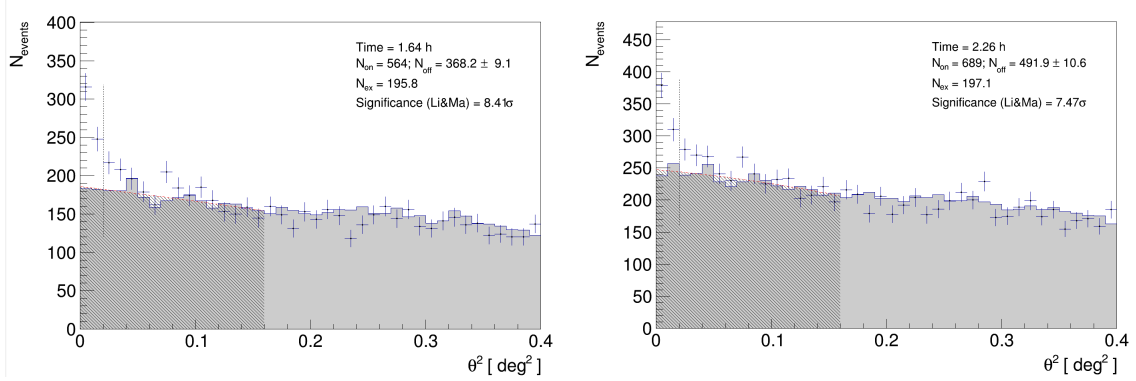 N_events
400
350
300
250
200
150
100
50
0
Time = 1.64 h
N_on = 564; N_off = 368.2 ± 9.1
N_ex = 195.8
Significance (Li&Ma) = 8.41σ
0 0.1 0.2 0.3 0.4
θ² [ deg² ]
N_events
450
400
350
300
250
200
150
100
50
0
Time = 2.26 h
N_on = 689; N_off = 491.9 ± 10.6
N_ex = 197.1
Significance (Li&Ma) = 7.47σ
0 0.1 0.2 0.3 0.4
θ² [ deg² ]